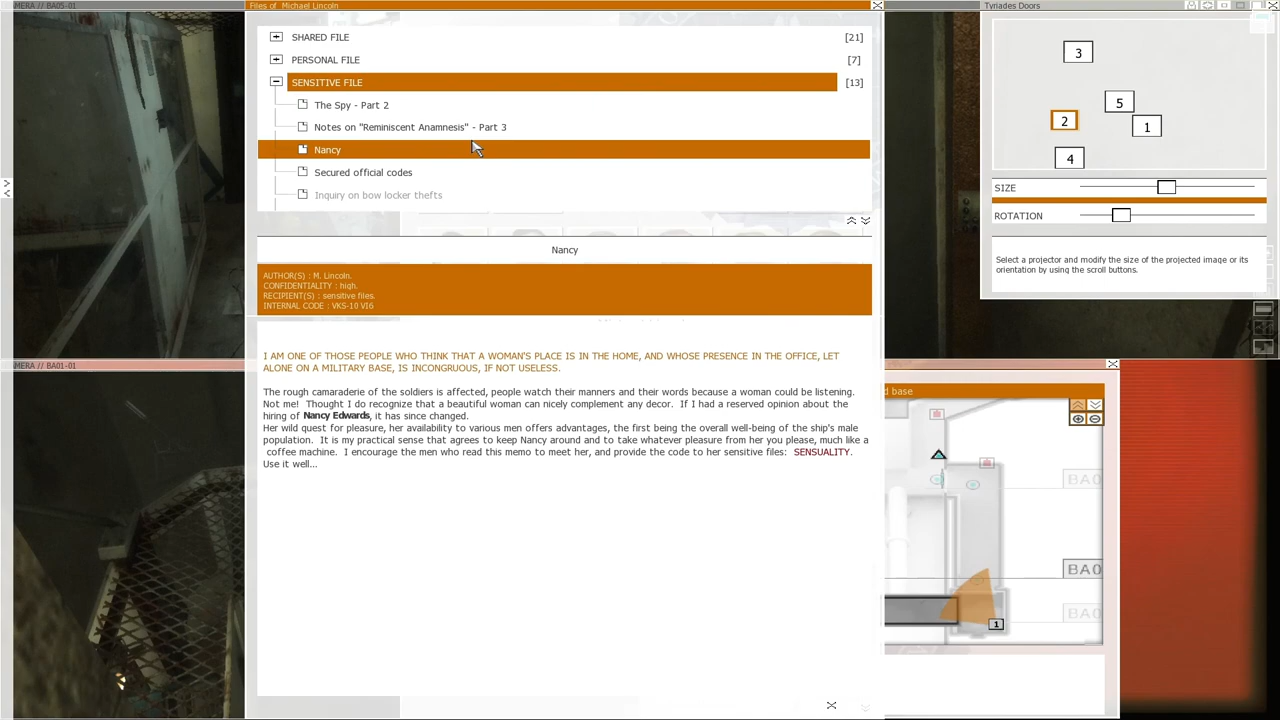 MERA // BA05-01
Files of  Michael Lincoln
Tyriades Doors
SHARED FILE [21]
PERSONAL FILE [7]
SENSITIVE FILE [13]
The Spy - Part 2
Notes on "Reminiscent Anamnesis" - Part 3
Nancy
Secured official codes
Inquiry on bow locker thefts
Nancy
AUTHOR(S) : M. Lincoln.
CONFIDENTIALITY : high.
RECIPIENT(S) : sensitive files.
INTERNAL CODE : VKS-10 VI6
I AM ONE OF THOSE PEOPLE WHO THINK THAT A WOMAN'S PLACE IS IN THE HOME, AND WHOSE PRESENCE IN THE OFFICE, LET
ALONE ON A MILITARY BASE, IS INCONGRUOUS, IF NOT USELESS.
The rough camaraderie of the soldiers is affected, people watch their manners and their words because a woman could be listening.
Not me!  Thought I do recognize that a beautiful woman can nicely complement any decor.  If I had a reserved opinion about the
hiring of Nancy Edwards, it has since changed.
Her wild quest for pleasure, her availability to various men offers advantages, the first being the overall well-being of the ship's male
population.  It is my practical sense that agrees to keep Nancy around and to take whatever pleasure from her you please, much like a
coffee machine.  I encourage the men who read this memo to meet her, and provide the code to her sensitive files:  SENSUALITY.
Use it well...
3
5
2
1
4
SIZE
ROTATION
Select a projector and modify the size of the projected image or its
orientation by using the scroll buttons.
MERA // BA01-01
d base
BA0
BA0
BA0
1